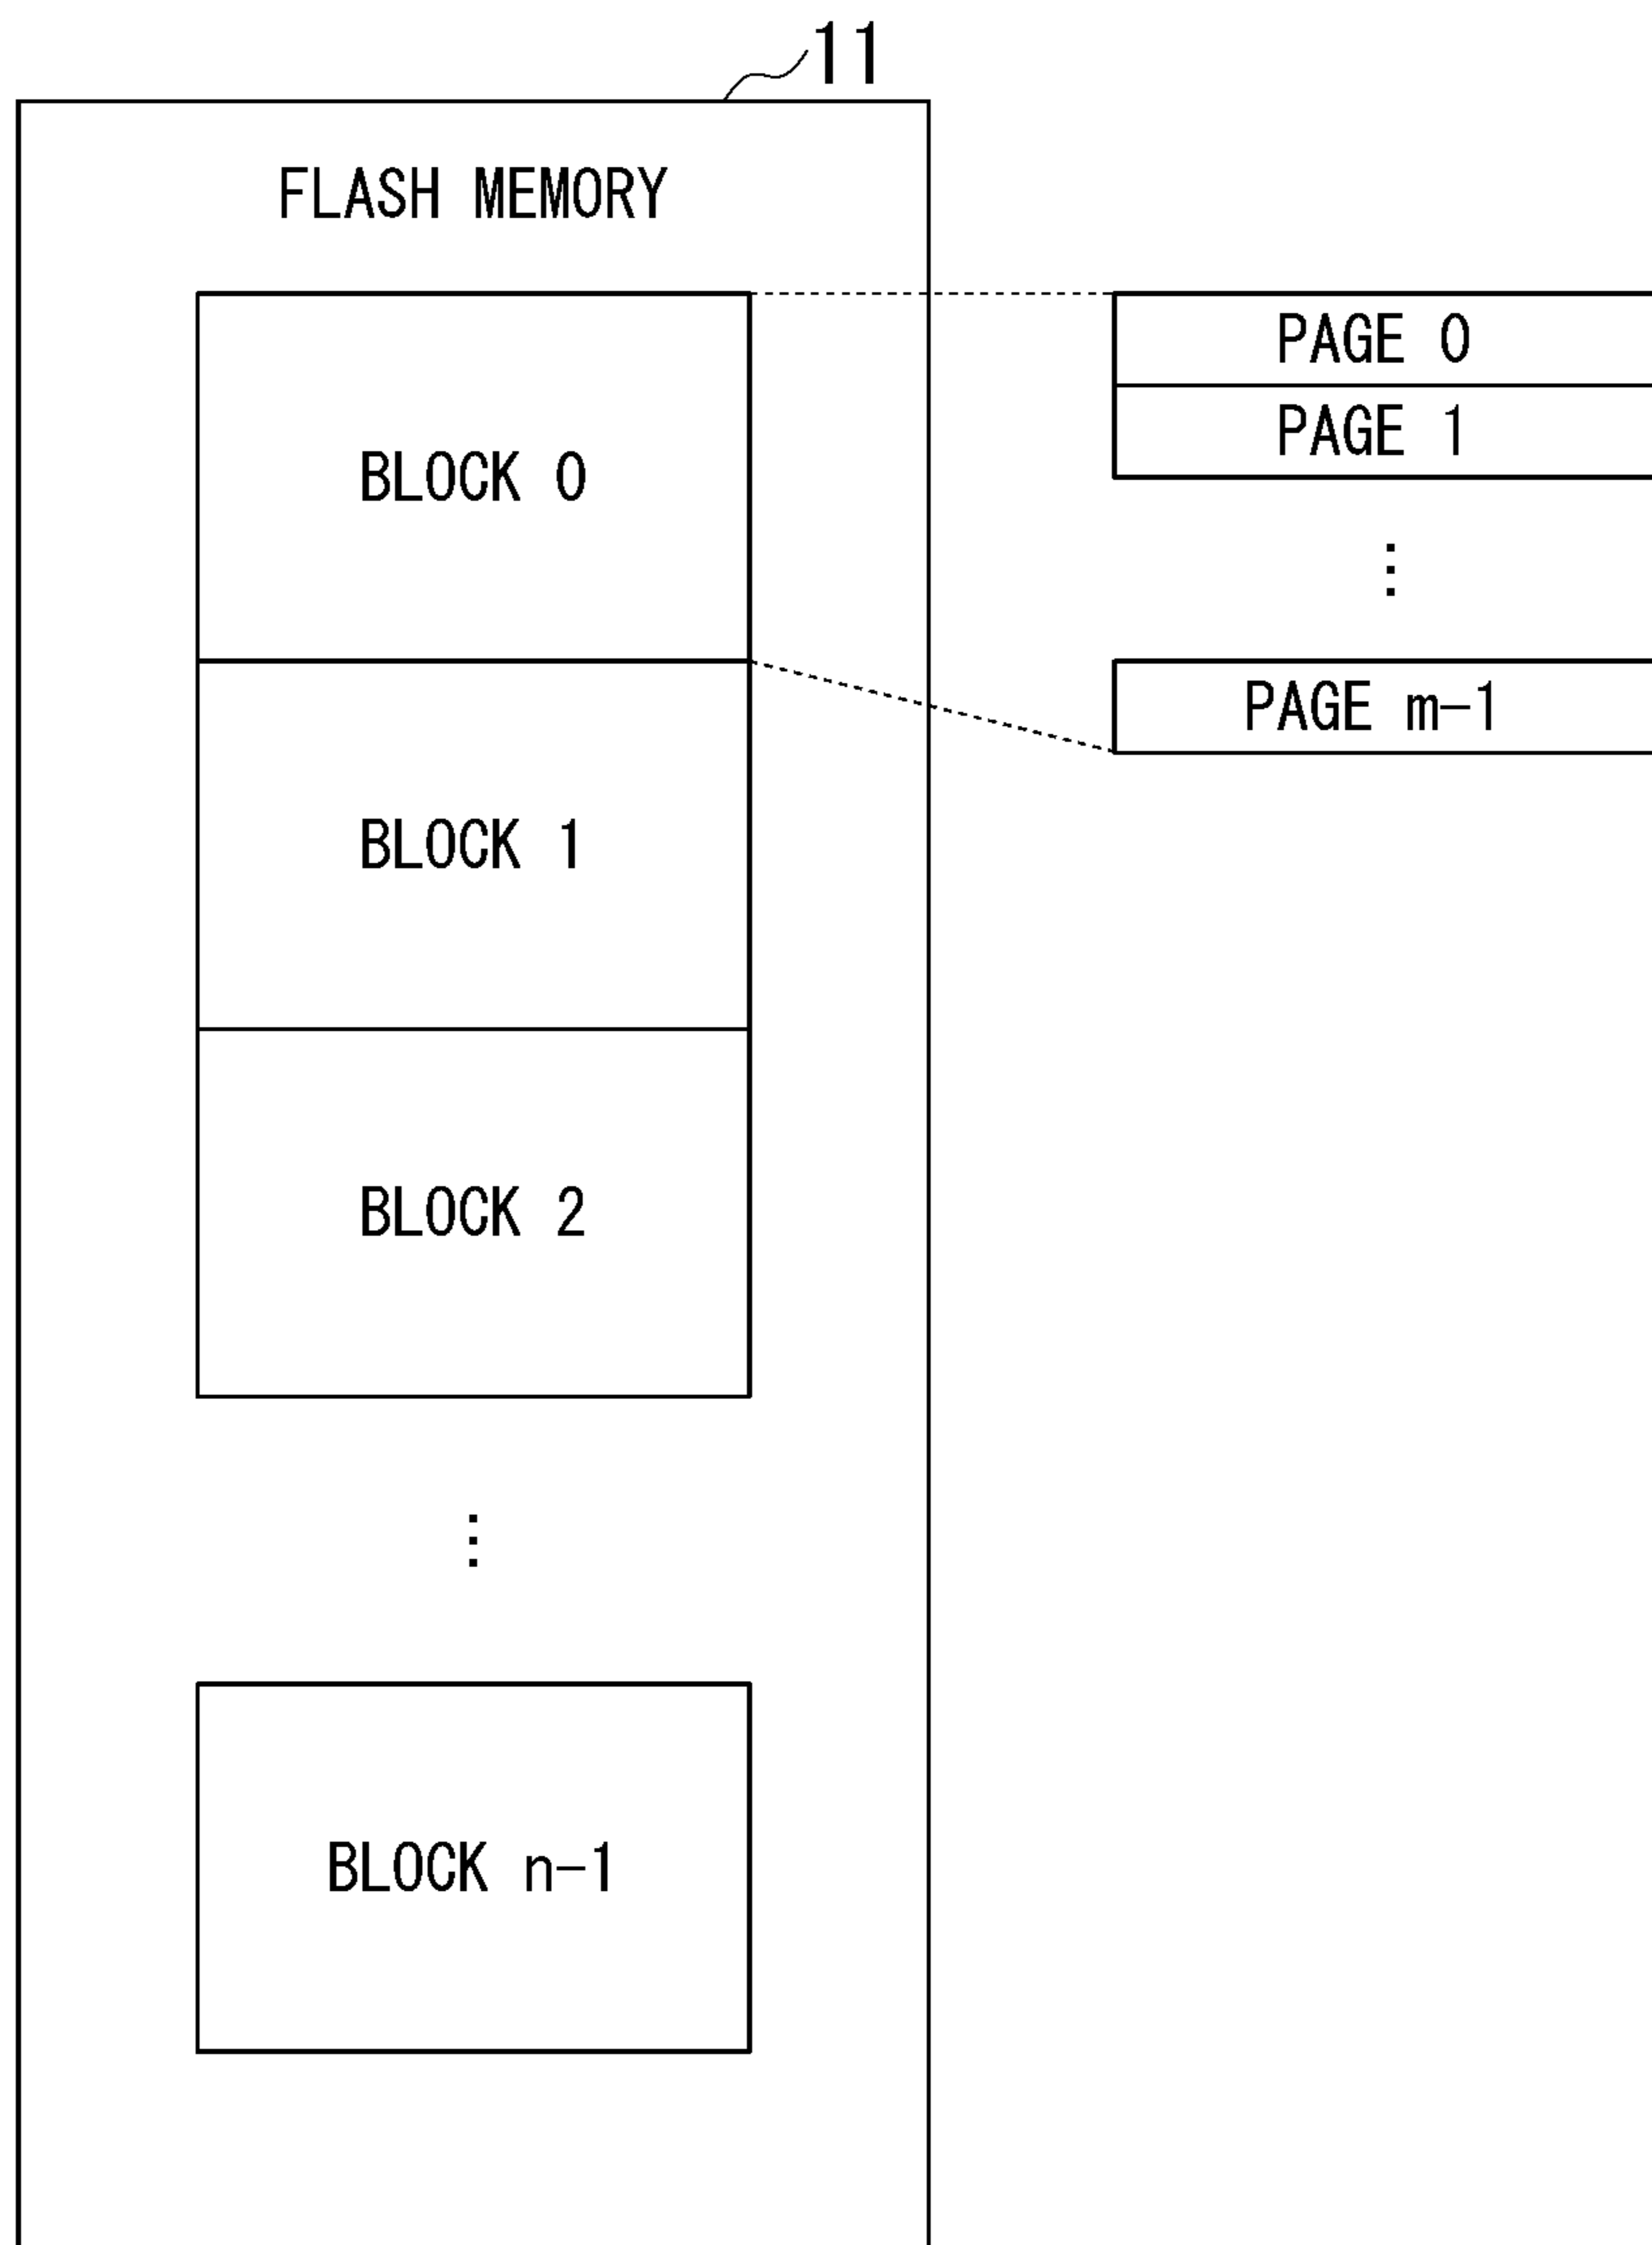 11
FLASH MEMORY
BLOCK 0
BLOCK 1
BLOCK 2
⋮
BLOCK n-1
PAGE 0
PAGE 1
⋮
PAGE m-1